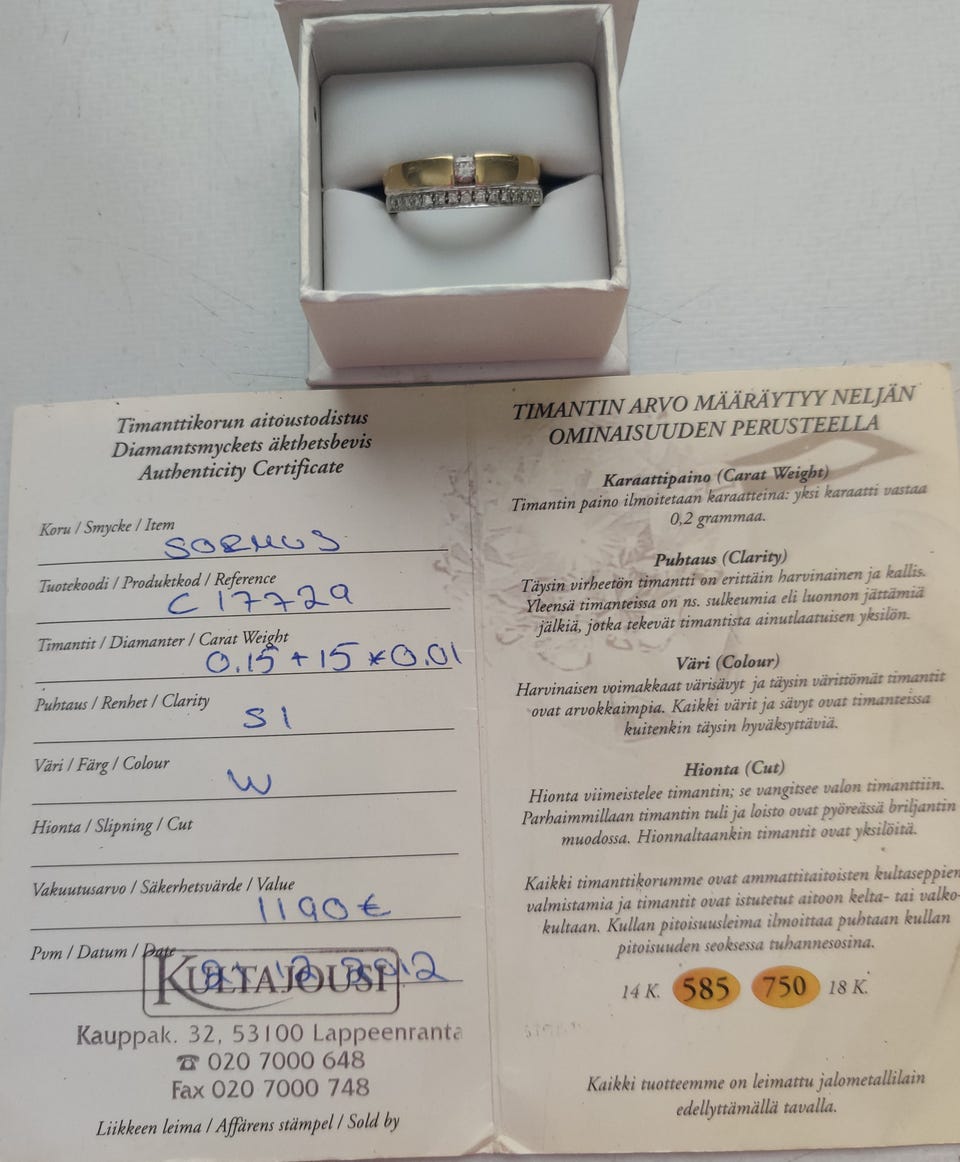 Timanttikorun aitoustodistus
Diamantsmyckets äkthetsbevis
Authenticity Certificate
Koru / Smycke / Item
SORMUS
Tuotekoodi / Produktkod / Reference
C 17729
Timantit / Diamanter / Carat Weight
0.15 + 15 x 0.01
Puhtaus / Renhet / Clarity
SI
Väri / Färg / Colour
W
Hionta / Slipning / Cut
Vakuutusarvo / Säkerhetsvärde / Value
1190 €
Pvm / Datum / Date
KULTAJOUSI
Kauppak. 32, 53100 Lappeenranta
☎ 020 7000 648
Fax 020 7000 748
Liikkeen leima / Affärens stämpel / Sold by
TIMANTIN ARVO MÄÄRÄYTYY NELJÄN
OMINAISUUDEN PERUSTEELLA
Karaattipaino (Carat Weight)
Timantin paino ilmoitetaan karaatteina: yksi karaatti vastaa
0,2 grammaa.
Puhtaus (Clarity)
Täysin virheetön timantti on erittäin harvinainen ja kallis.
Yleensä timanteissa on ns. sulkeumia eli luonnon jättämiä
jälkiä, jotka tekevät timantista ainutlaatuisen yksilön.
Väri (Colour)
Harvinaisen voimakkaat värisävyt ja täysin värittömät timantit
ovat arvokkaimpia. Kaikki värit ja sävyt ovat timanteissa
kuitenkin täysin hyväksyttäviä.
Hionta (Cut)
Hionta viimeistelee timantin; se vangitsee valon timanttiin.
Parhaimmillaan timantin tuli ja loisto ovat pyöreässä briljantin
muodossa. Hionnaltaankin timantit ovat yksilöitä.
Kaikki timanttikorumme ovat ammattitaitoisten kultaseppien
valmistamia ja timantit ovat istutetut aitoon kelta- tai valko-
kultaan. Kullan pitoisuusleima ilmoittaa puhtaan kullan
pitoisuuden seoksessa tuhannesosina.
14 K. 585 750 18 K.
Kaikki tuotteemme on leimattu jalometallilain
edellyttämällä tavalla.